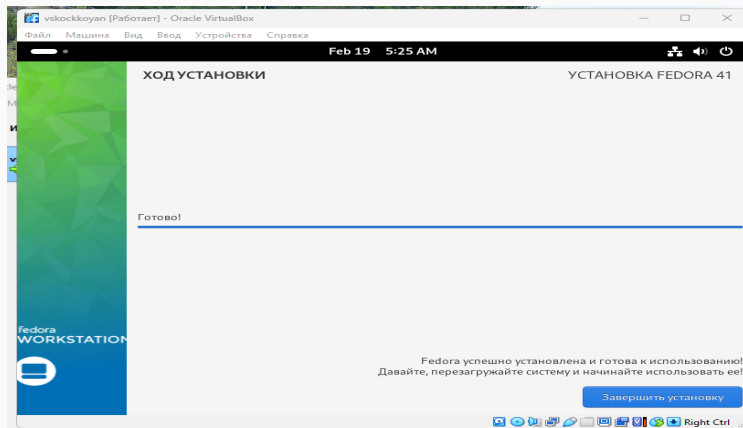 vskockkoyan [Работает] - Oracle VirtualBox
Файл Машина Вид Ввод Устройства Справка
Feb 19 5:25 AM
ХОД УСТАНОВКИ
УСТАНОВКА FEDORA 41
Готово!
fedora
WORKSTATION
Fedora успешно установлена и готова к использованию!
Давайте, перезагружайте систему и начинайте использовать ее!
Завершить установку
Right Ctrl